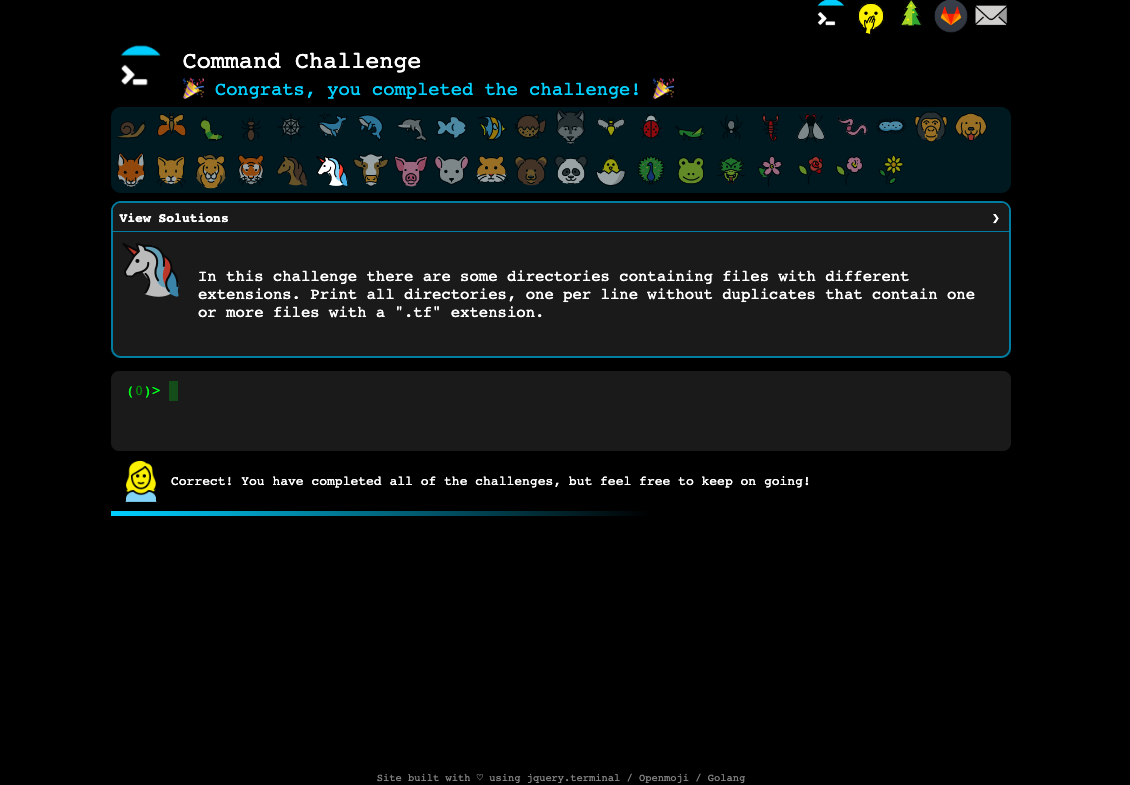 Command Challenge
🎉 Congrats, you completed the challenge! 🎉
View Solutions ❯
In this challenge there are some directories containing files with different
extensions. Print all directories, one per line without duplicates that contain one
or more files with a ".tf" extension.
(0)>
Correct! You have completed all of the challenges, but feel free to keep on going!
Site built with ♡ using jquery.terminal / Openmoji / Golang